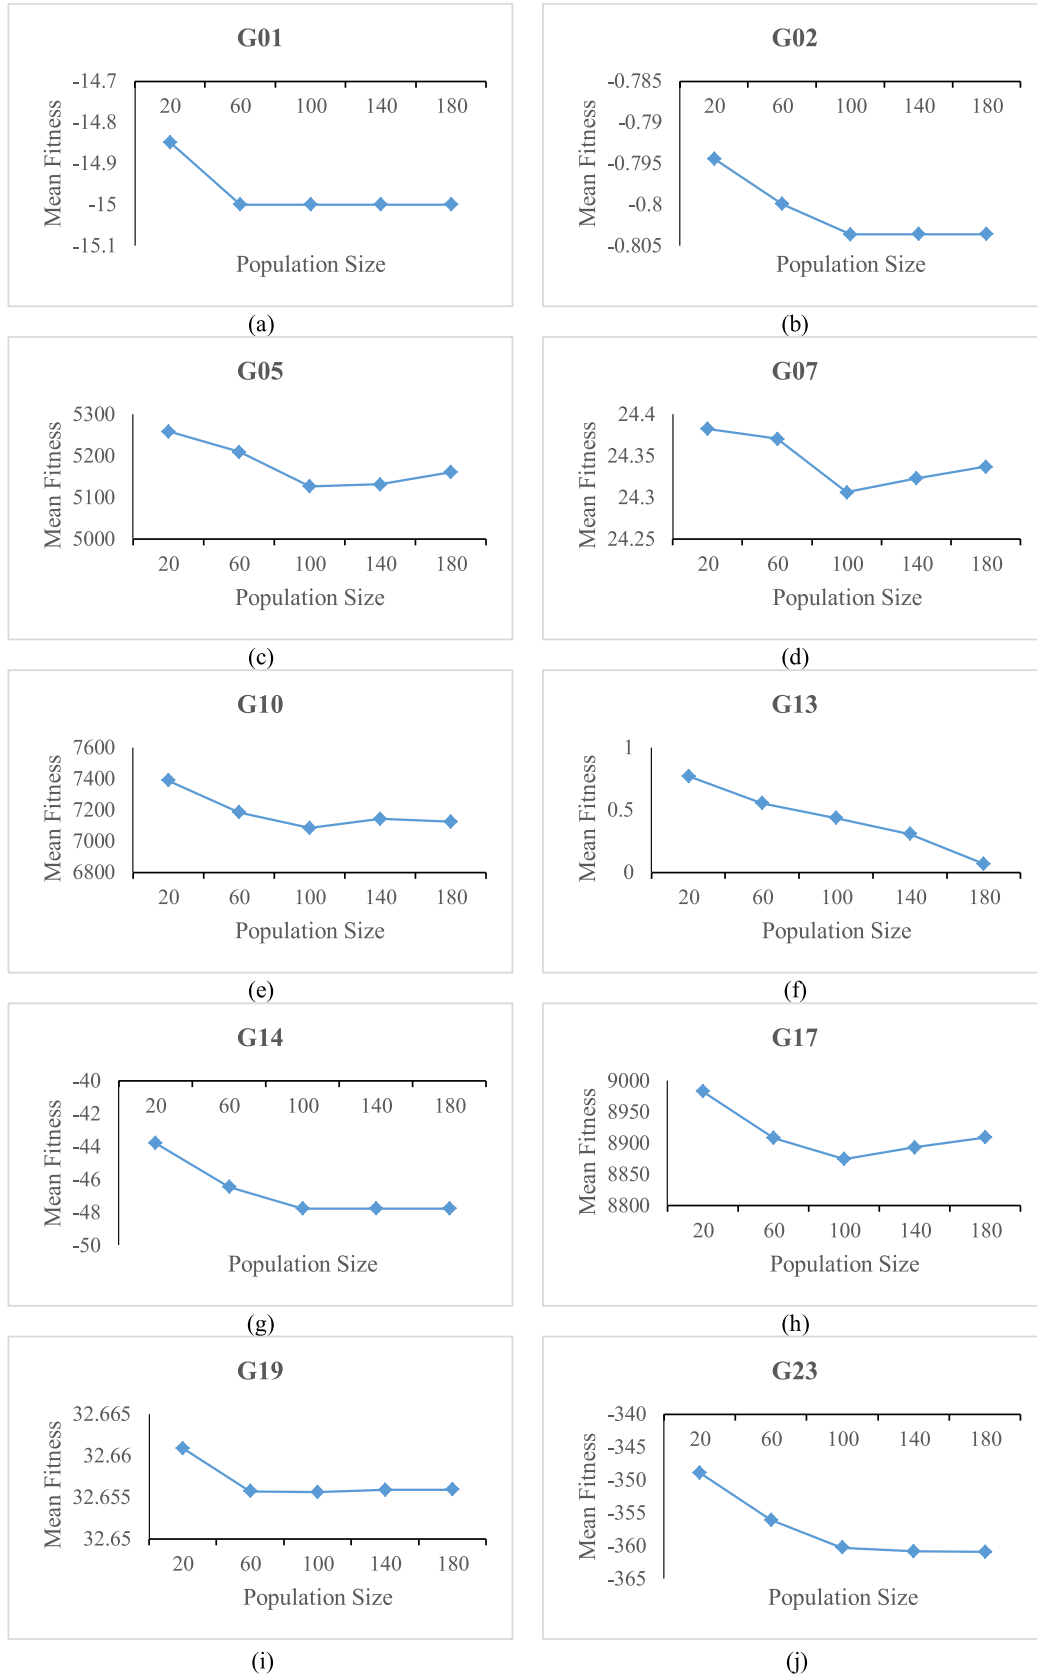 G01
Mean Fitness
-14.7
-14.8
-14.9
-15
-15.1
20 60 100 140 180
Population Size
(a)
G02
Mean Fitness
-0.785
-0.79
-0.795
-0.8
-0.805
20 60 100 140 180
Population Size
(b)
G05
Mean Fitness
5300
5200
5100
5000
20 60 100 140 180
Population Size
(c)
G07
Mean Fitness
24.4
24.35
24.3
24.25
20 60 100 140 180
Population Size
(d)
G10
Mean Fitness
7600
7400
7200
7000
6800
20 60 100 140 180
Population Size
(e)
G13
Mean Fitness
1
0.5
0
20 60 100 140 180
Population Size
(f)
G14
Mean Fitness
-40
-42
-44
-46
-48
-50
20 60 100 140 180
Population Size
(g)
G17
Mean Fitness
9000
8950
8900
8850
8800
20 60 100 140 180
Population Size
(h)
G19
Mean Fitness
32.665
32.66
32.655
32.65
20 60 100 140 180
Population Size
(i)
G23
Mean Fitness
-340
-345
-350
-355
-360
-365
20 60 100 140 180
Population Size
(j)